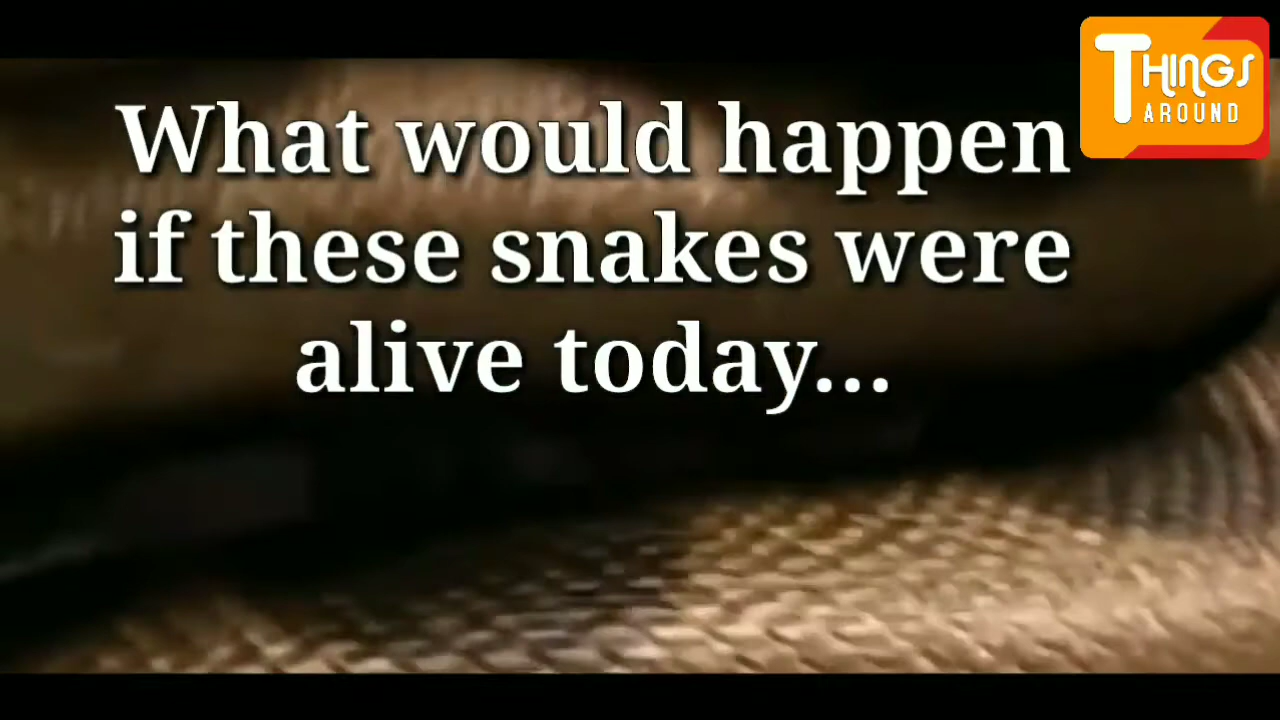 What would happen
if these snakes were
alive today...
THINGS
AROUND